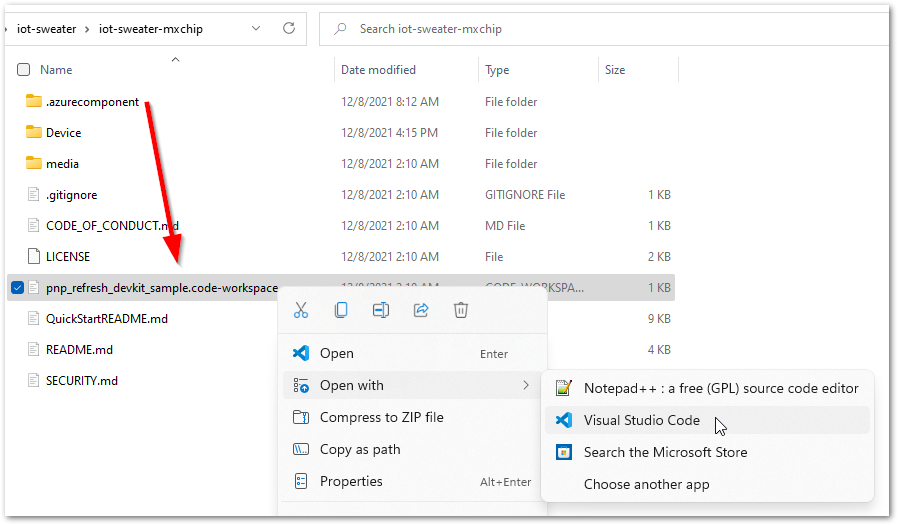 iot-sweater > iot-sweater-mxchip
Search iot-sweater-mxchip
Name Date modified Type Size
.azurecomponent 12/8/2021 8:12 AM File folder
Device 12/8/2021 4:15 PM File folder
media 12/8/2021 2:10 AM File folder
.gitignore 12/8/2021 2:10 AM GITIGNORE File 1 KB
CODE_OF_CONDUCT.md 12/8/2021 2:10 AM MD File 1 KB
LICENSE 12/8/2021 2:10 AM File 2 KB
pnp_refresh_devkit_sample.code-workspace 12/8/2021 2:10 AM CODE-WORKSPA... 1 KB
QuickStartREADME.md 9 KB
README.md 4 KB
SECURITY.md
Open Enter
Open with >
Compress to ZIP file
Copy as path
Properties Alt+Enter
Notepad++ : a free (GPL) source code editor
Visual Studio Code
Search the Microsoft Store
Choose another app